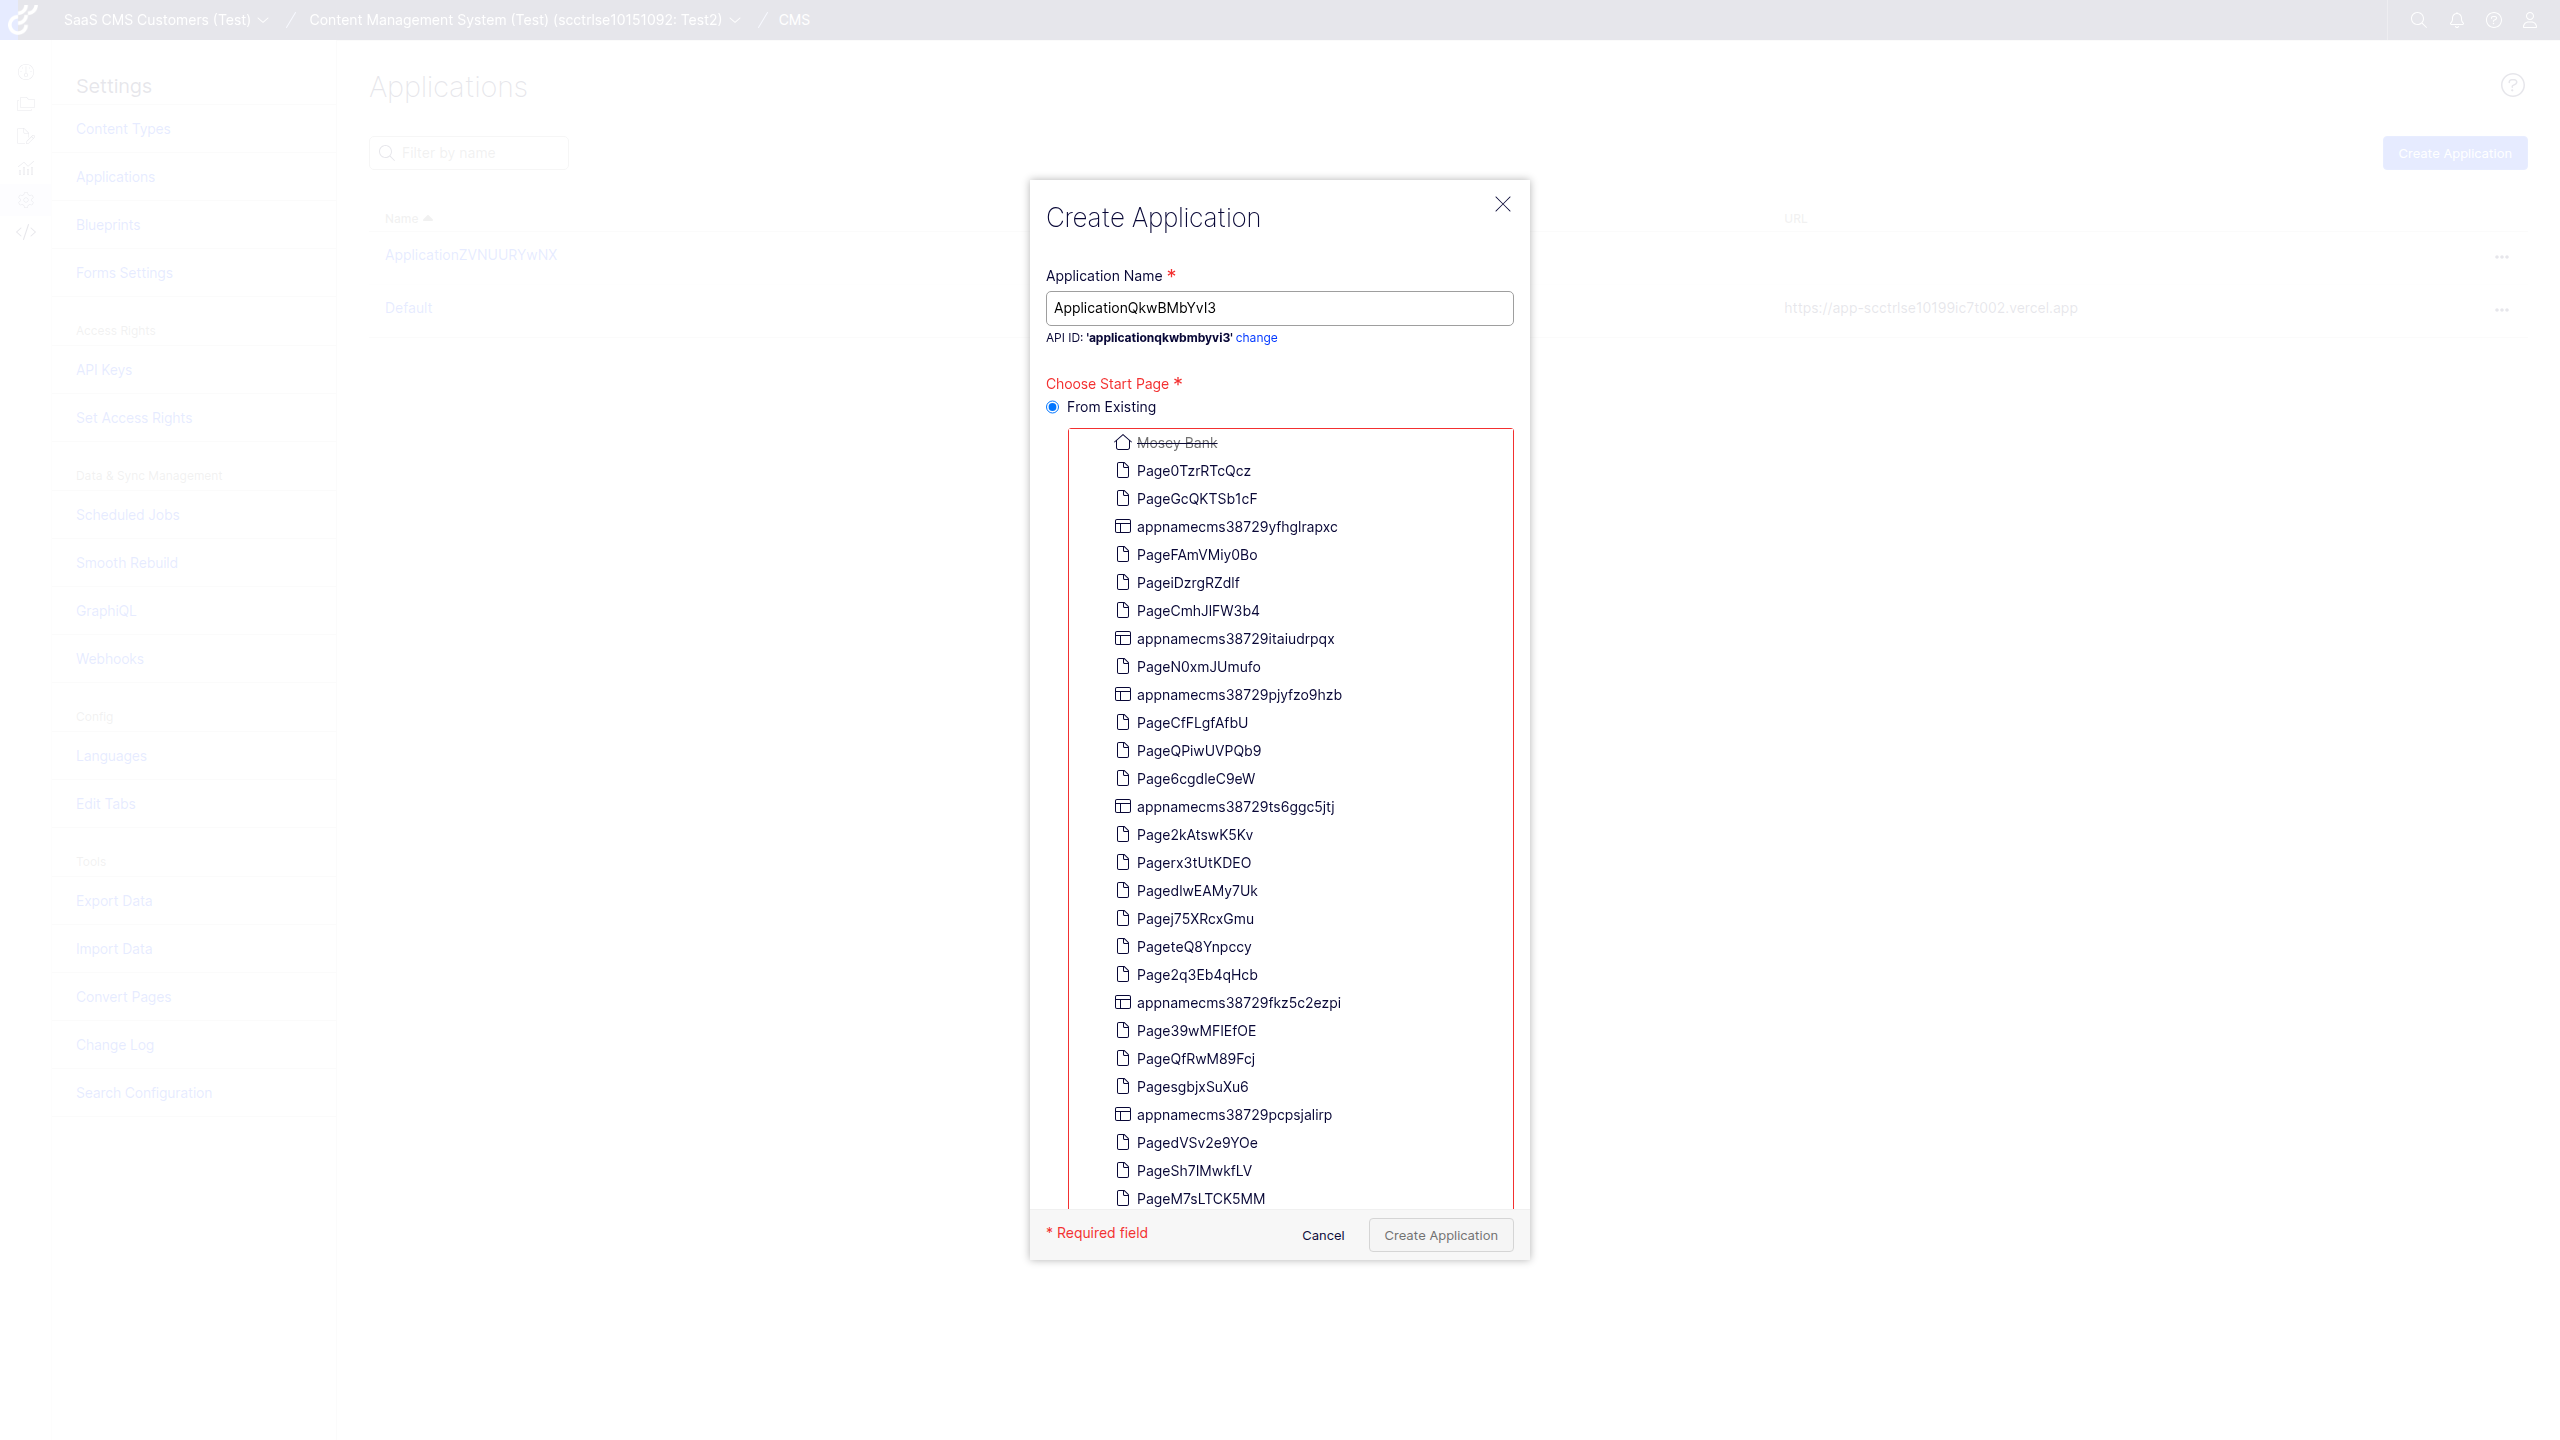 SaaS CMS Customers (Test) / Content Management System (Test) (scctrlse10151092: Test2) / CMS
Settings
Content Types
Applications
Blueprints
Forms Settings
Access Rights
API Keys
Set Access Rights
Data & Sync Management
Scheduled Jobs
Smooth Rebuild
GraphiQL
Webhooks
Config
Languages
Edit Tabs
Tools
Export Data
Import Data
Convert Pages
Change Log
Search Configuration
Applications
Filter by name
Create Application
Name
URL
ApplicationZVNUURYwNX
Default
https://app-scctrlse10199ic7t002.vercel.app
Create Application
Application Name *
ApplicationQkwBMbYvI3
API ID: 'applicationqkwbmbyvi3' change
Choose Start Page *
From Existing
Mosey Bank
Page0TzrRTcQcz
PageGcQKTSb1cF
appnamecms38729yfhglrapxc
PageFAmVMiy0Bo
PageiDzrgRZdlf
PageCmhJlFW3b4
appnamecms38729itaiudrpqx
PageN0xmJUmufo
appnamecms38729pjyfzo9hzb
PageCfFLgfAfbU
PageQPiwUVPQb9
Page6cgdleC9eW
appnamecms38729ts6ggc5jtj
Page2kAtswK5Kv
Pagerx3tUtKDEO
PagedlwEAMy7Uk
Pagej75XRcxGmu
PageteQ8Ynpccy
Page2q3Eb4qHcb
appnamecms38729fkz5c2ezpi
Page39wMFIEfOE
PageQfRwM89Fcj
PagesgbjxSuXu6
appnamecms38729pcpsjalirp
PagedVSv2e9YOe
PageSh7lMwkfLV
PageM7sLTCK5MM
* Required field
Cancel
Create Application